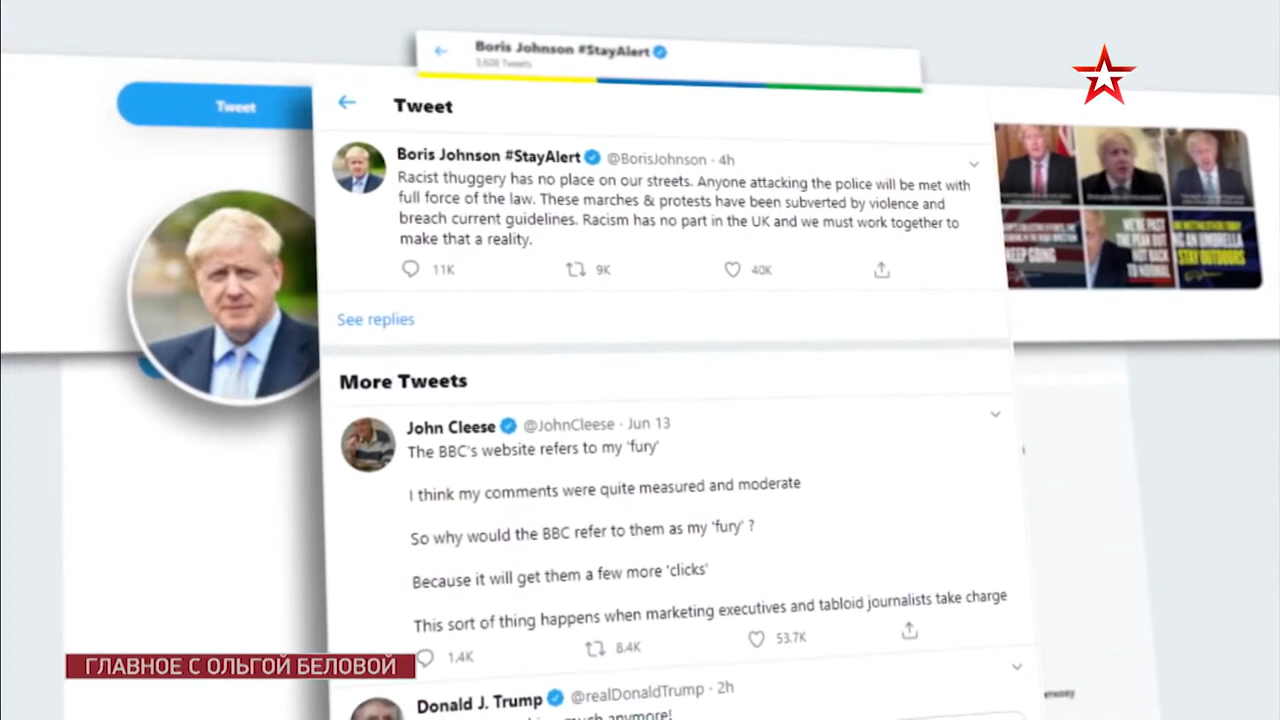 Boris Johnson #StayAlert
3,608 Tweets
Tweet
Tweet
Boris Johnson #StayAlert @BorisJohnson · 4h
Racist thuggery has no place on our streets. Anyone attacking the police will be met with
full force of the law. These marches & protests have been subverted by violence and
breach current guidelines. Racism has no part in the UK and we must work together to
make that a reality.
11K 9K 40K
KEEP GOING
WE'RE PAST
THE PEAK BUT
NOT BACK
TO NORMAL
AN UMBRELLA
STAY OUTDOORS
See replies
More Tweets
John Cleese @JohnCleese · Jun 13
The BBC's website refers to my 'fury'
I think my comments were quite measured and moderate
So why would the BBC refer to them as my 'fury' ?
Because it will get them a few more 'clicks'
This sort of thing happens when marketing executives and tabloid journalists take charge
1.4K 8.4K 53.7K
ГЛАВНОЕ С ОЛЬГОЙ БЕЛОВОЙ
Donald J. Trump @realDonaldTrump · 2h
much anymore!